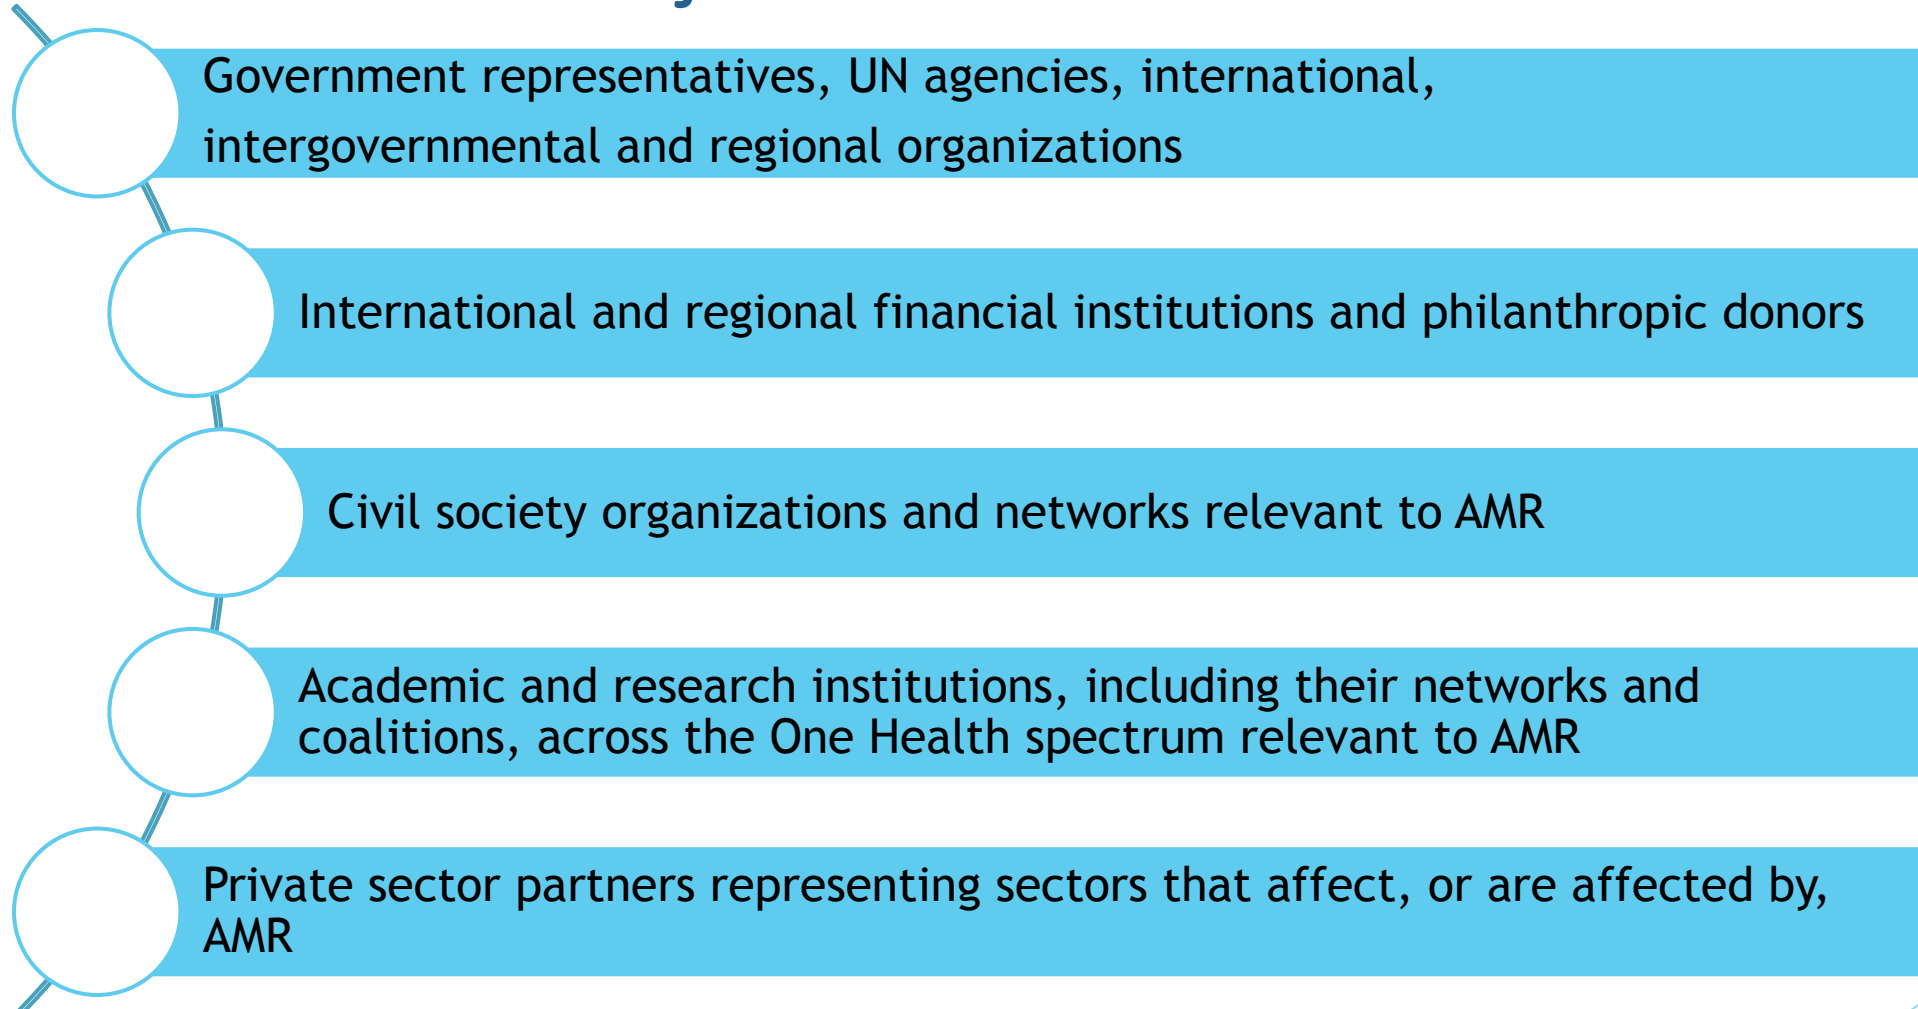 Government representatives, UN agencies, international,
intergovernmental and regional organizations
International and regional financial institutions and philanthropic donors
Civil society organizations and networks relevant to AMR
Academic and research institutions, including their networks and
coalitions, across the One Health spectrum relevant to AMR
Private sector partners representing sectors that affect, or are affected by,
AMR